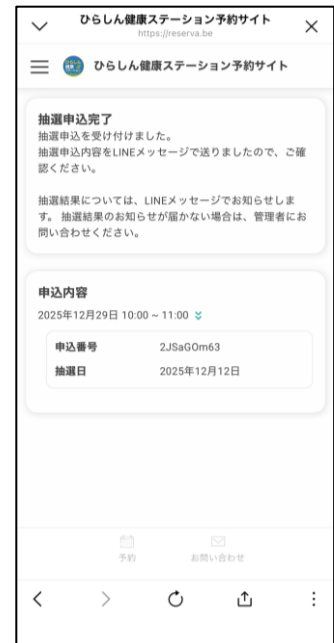 ひらしん健康ステーション予約サイト
https://reserva.be
ひらしん健康ステーション予約サイト
抽選申込完了
抽選申込を受け付けました。
抽選申込内容をLINEメッセージで送りましたので、ご確
認ください。
抽選結果については、LINEメッセージでお知らせしま
す。 抽選結果のお知らせが届かない場合は、管理者にお
問い合わせください。
申込内容
2025年12月29日 10:00 ~ 11:00
申込番号 2JSaGOm63
抽選日 2025年12月12日
予約 お問い合わせ